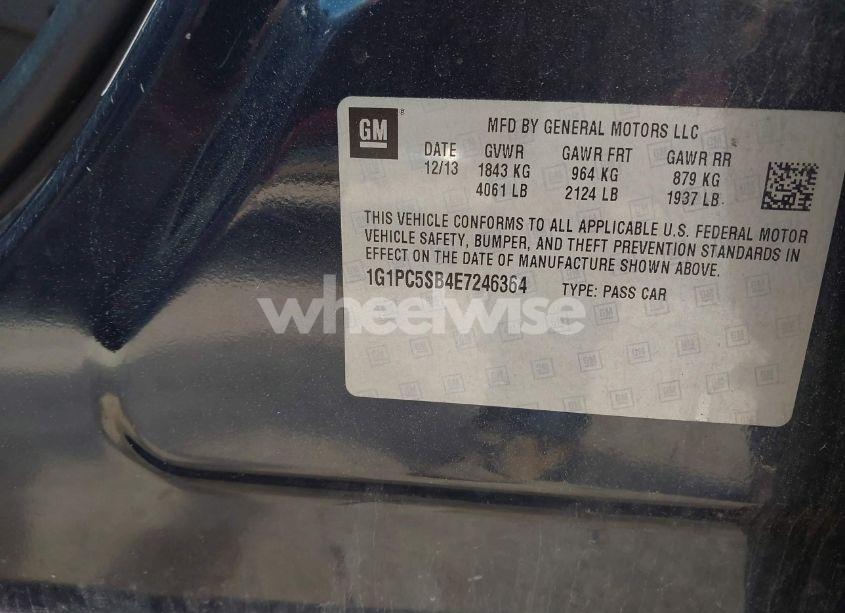 GM
MFD BY GENERAL MOTORS LLC
DATE GVWR GAWR FRT GAWR RR
12/13 1843 KG 964 KG 879 KG
4061 LB 2124 LB 1937 LB
THIS VEHICLE CONFORMS TO ALL APPLICABLE U.S. FEDERAL MOTOR
VEHICLE SAFETY, BUMPER, AND THEFT PREVENTION STANDARDS IN
EFFECT ON THE DATE OF MANUFACTURE SHOWN ABOVE.
1G1PC5SB4E7246364 TYPE: PASS CAR
wheelwise